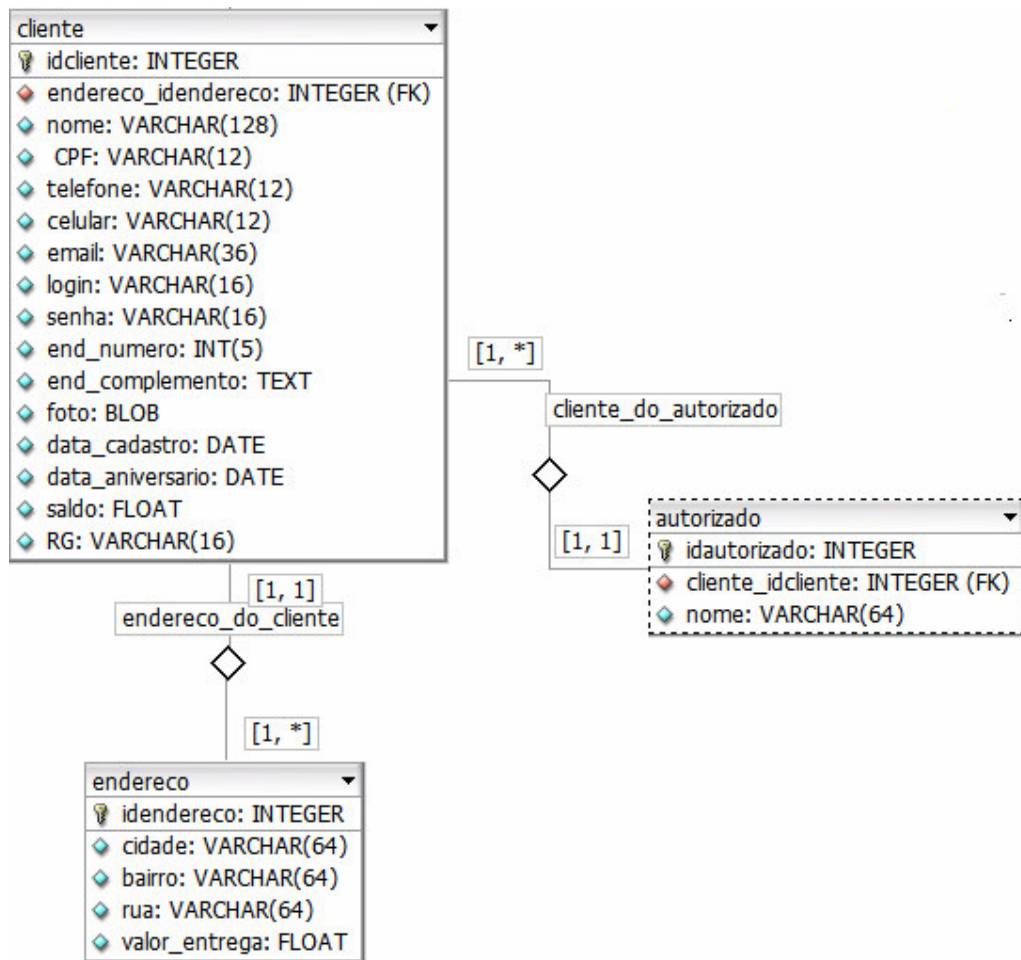 cliente
idcliente: INTEGER
endereco_idendereco: INTEGER (FK)
nome: VARCHAR(128)
CPF: VARCHAR(12)
telefone: VARCHAR(12)
celular: VARCHAR(12)
email: VARCHAR(36)
login: VARCHAR(16)
senha: VARCHAR(16)
end_numero: INT(5)
end_complemento: TEXT
foto: BLOB
data_cadastro: DATE
data_aniversario: DATE
saldo: FLOAT
RG: VARCHAR(16)
[1, *]
cliente_do_autorizado
[1, 1]
autorizado
idautorizado: INTEGER
cliente_idcliente: INTEGER (FK)
nome: VARCHAR(64)
[1, 1]
endereco_do_cliente
[1, *]
endereco
idendereco: INTEGER
cidade: VARCHAR(64)
bairro: VARCHAR(64)
rua: VARCHAR(64)
valor_entrega: FLOAT